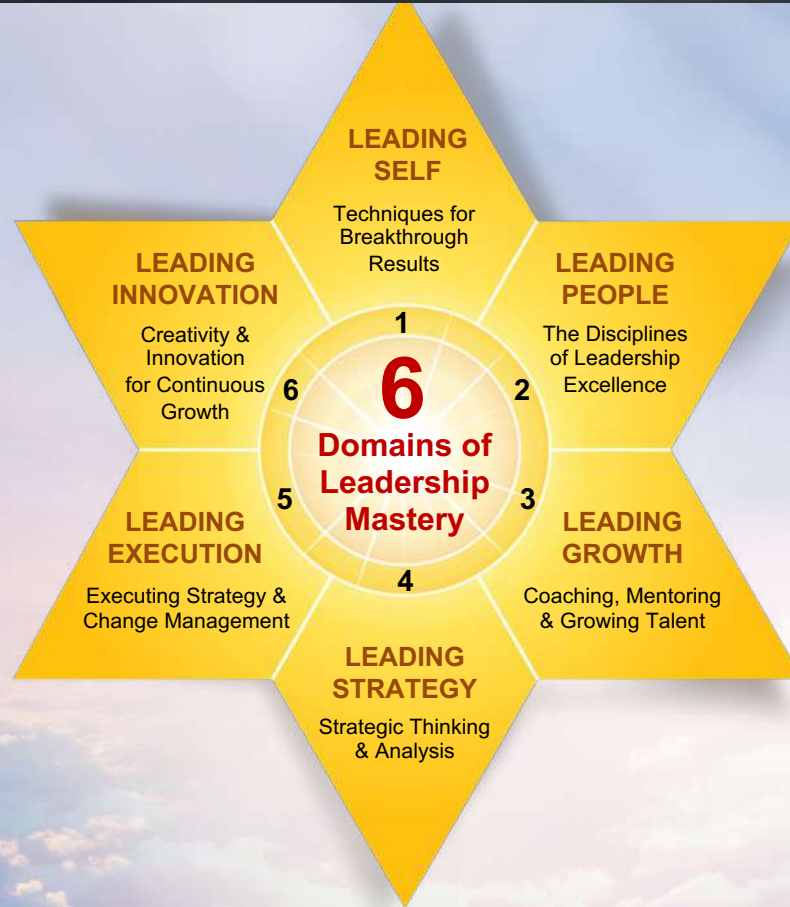 6
Domains of
Leadership
Mastery
1
LEADING
SELF
Techniques for
Breakthrough
Results
2
LEADING
PEOPLE
The Disciplines
of Leadership
Excellence
3
LEADING
GROWTH
Coaching, Mentoring
& Growing Talent
4
LEADING
STRATEGY
Strategic Thinking
& Analysis
5
LEADING
EXECUTION
Executing Strategy &
Change Management
6
LEADING
INNOVATION
Creativity &
Innovation
for Continuous
Growth